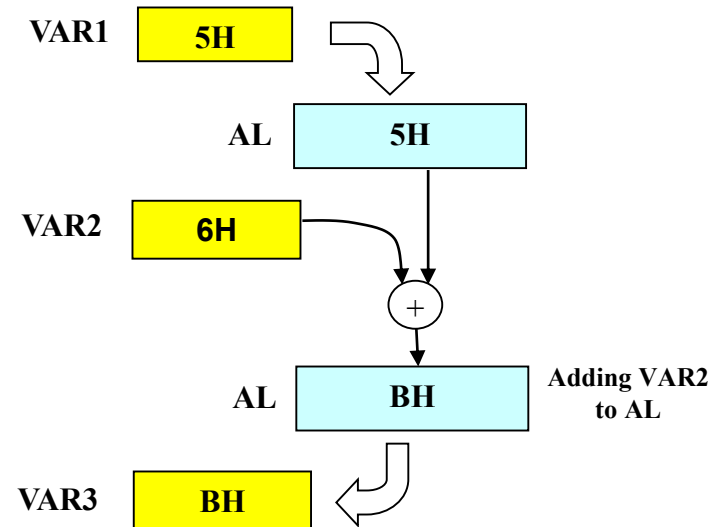 VAR1
5H
AL
5H
VAR2
6H
+
AL
BH
Adding VAR2
to AL
VAR3
BH